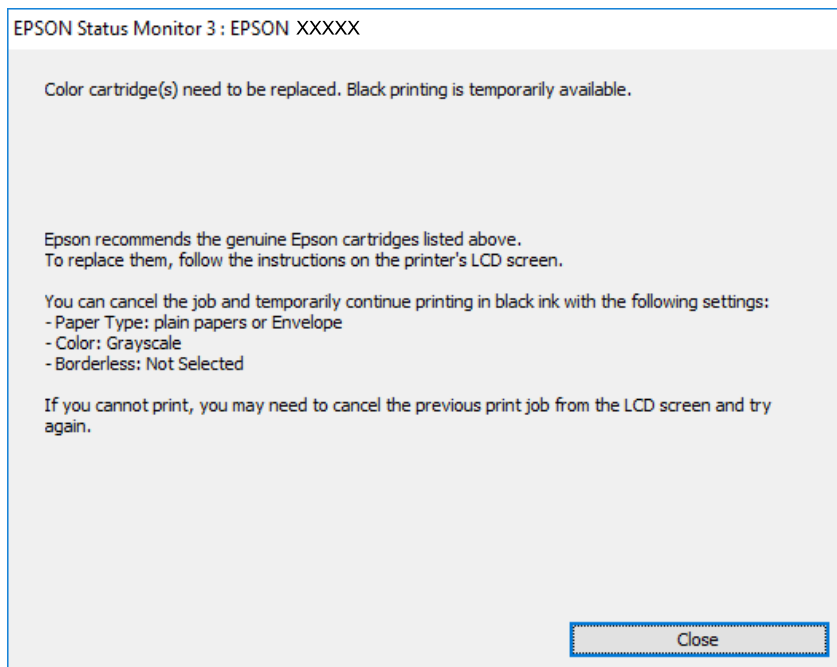 EPSON Status Monitor 3 : EPSON XXXXX
Color cartridge(s) need to be replaced. Black printing is temporarily available.
Epson recommends the genuine Epson cartridges listed above.
To replace them, follow the instructions on the printer's LCD screen.
You can cancel the job and temporarily continue printing in black ink with the following settings:
- Paper Type: plain papers or Envelope
- Color: Grayscale
- Borderless: Not Selected
If you cannot print, you may need to cancel the previous print job from the LCD screen and try
again.
Close